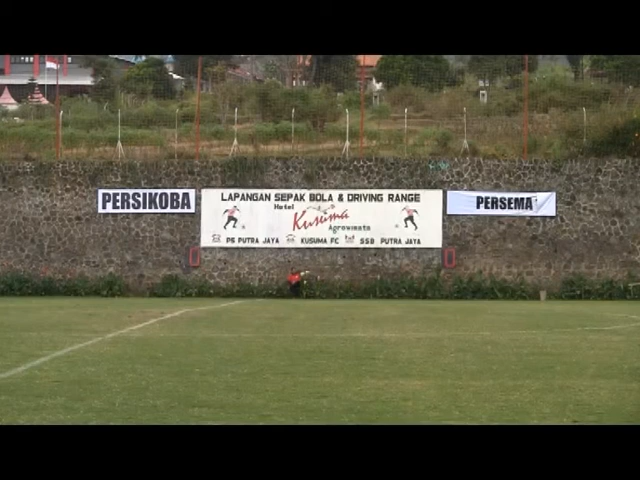 PERSIKOBA
LAPANGAN SEPAK BOLA & DRIVING RANGE
Hotel
Kusuma
Agrowisata
PS PUTRA JAYA KUSUMA FC SSB PUTRA JAYA
PERSEMA